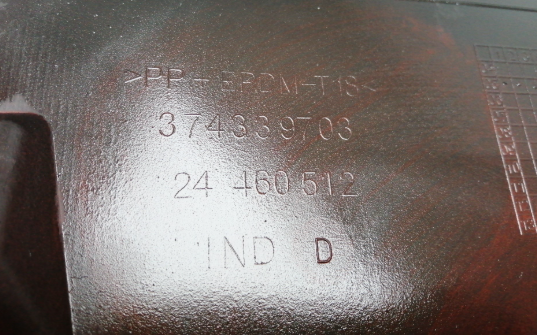 >PP+EPDM-T18<
374339703
24 460 512
IND D